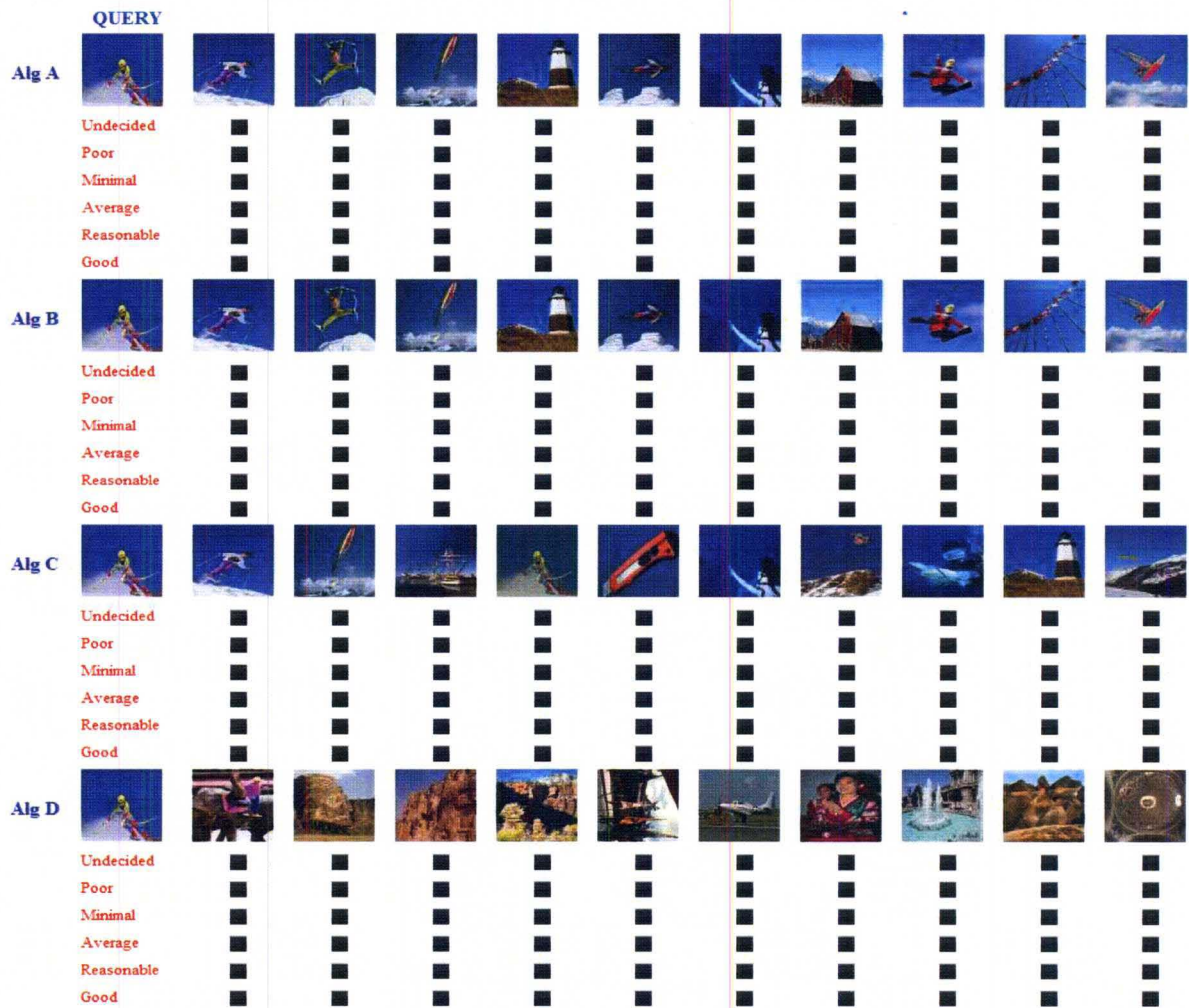 QUERY
Alg A
Undecided
Poor
Minimal
Average
Reasonable
Good
Alg B
Undecided
Poor
Minimal
Average
Reasonable
Good
Alg C
Undecided
Poor
Minimal
Average
Reasonable
Good
Alg D
Undecided
Poor
Minimal
Average
Reasonable
Good